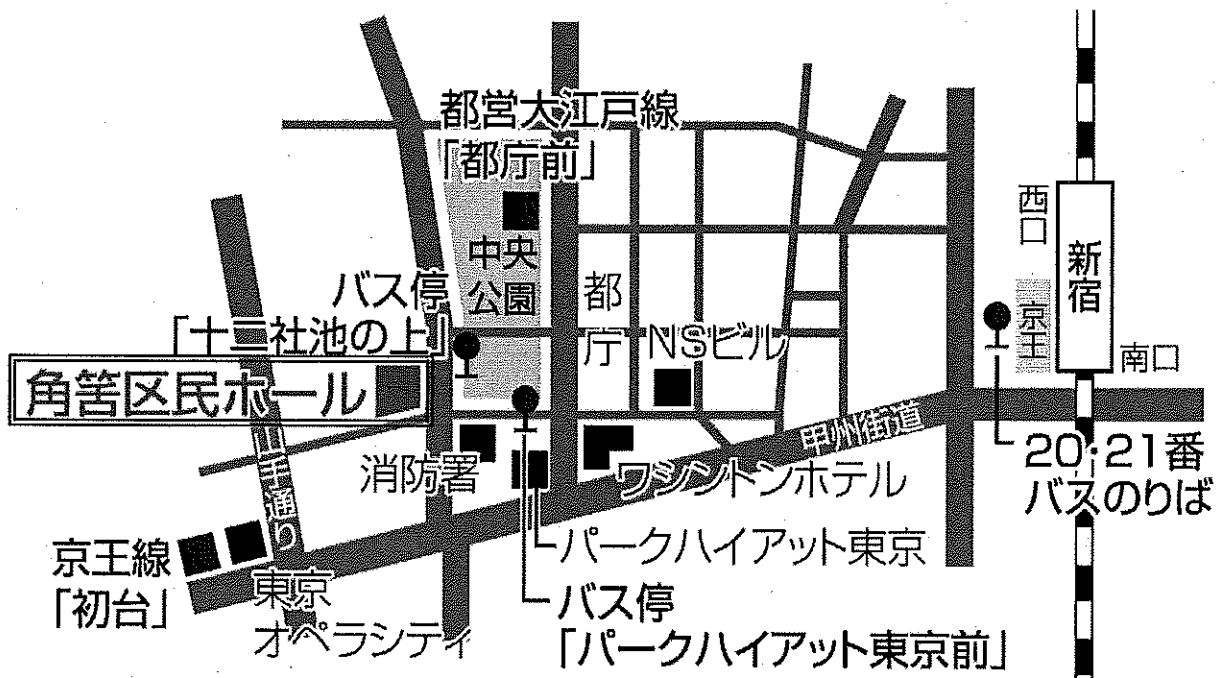 都営大江戸線
「都庁前」
西口
新宿
中央
公園
都庁
バス停
「十二社池の上」
NSビル
京王
南口
角筈区民ホール
甲州街道
20・21番
バスのりば
消防署
ワシントンホテル
山手通り
パークハイアット東京
京王線
「初台」
東京
オペラシティ
バス停
「パークハイアット東京前」